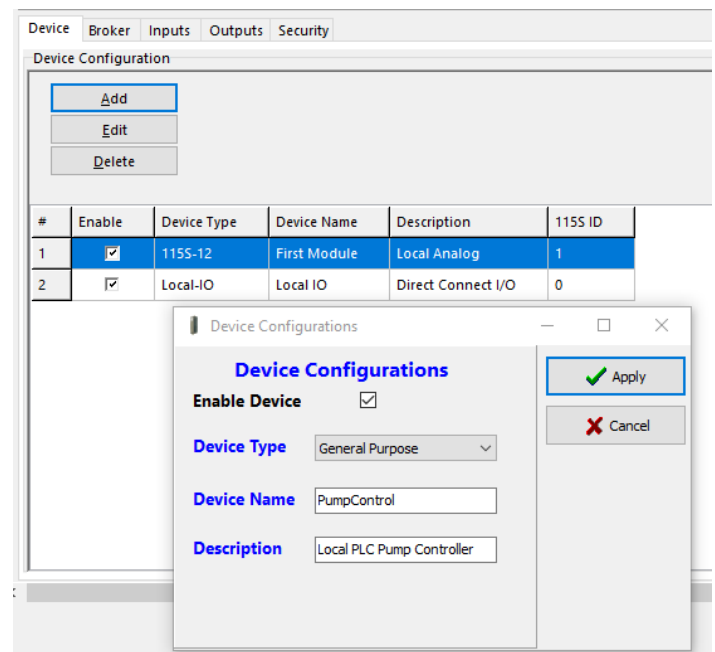 Device Broker Inputs Outputs Security
Device Configuration
Add
Edit
Delete
# Enable Device Type Device Name Description 115S ID
1 115S-12 First Module Local Analog 1
2 Local-IO Local IO Direct Connect I/O 0
Device Configurations
Device Configurations
Enable Device
Device Type General Purpose
Device Name PumpControl
Description Local PLC Pump Controller
Apply
Cancel